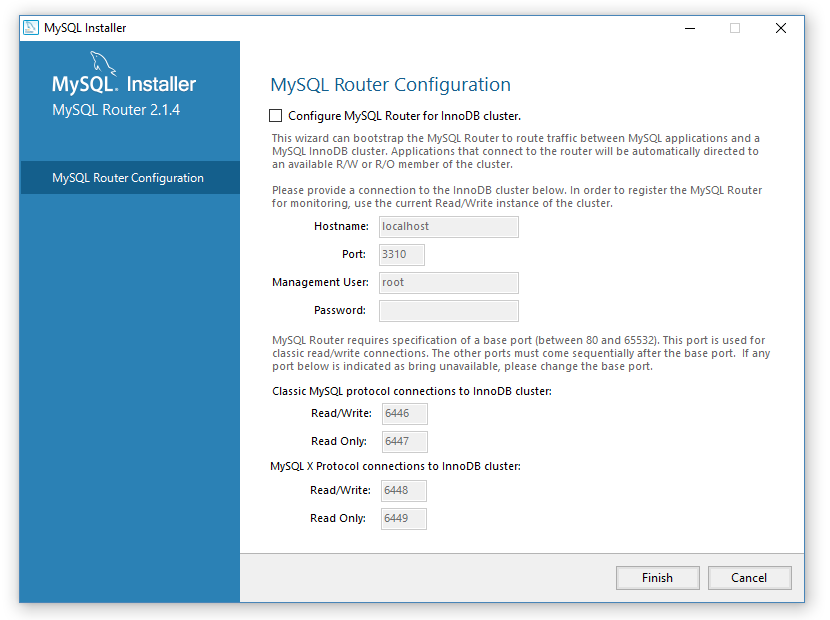 MySQL Installer
MySQL. Installer
MySQL Router 2.1.4
MySQL Router Configuration
MySQL Router Configuration
Configure MySQL Router for InnoDB cluster.
This wizard can bootstrap the MySQL Router to route traffic between MySQL applications and a
MySQL InnoDB cluster. Applications that connect to the router will be automatically directed to
an available R/W or R/O member of the cluster.
Please provide a connection to the InnoDB cluster below. In order to register the MySQL Router
for monitoring, use the current Read/Write instance of the cluster.
Hostname: localhost
Port: 3310
Management User: root
Password:
MySQL Router requires specification of a base port (between 80 and 65532). This port is used for
classic read/write connections. The other ports must come sequentially after the base port. If any
port below is indicated as bring unavailable, please change the base port.
Classic MySQL protocol connections to InnoDB cluster:
Read/Write: 6446
Read Only: 6447
MySQL X Protocol connections to InnoDB cluster:
Read/Write: 6448
Read Only: 6449
Finish Cancel